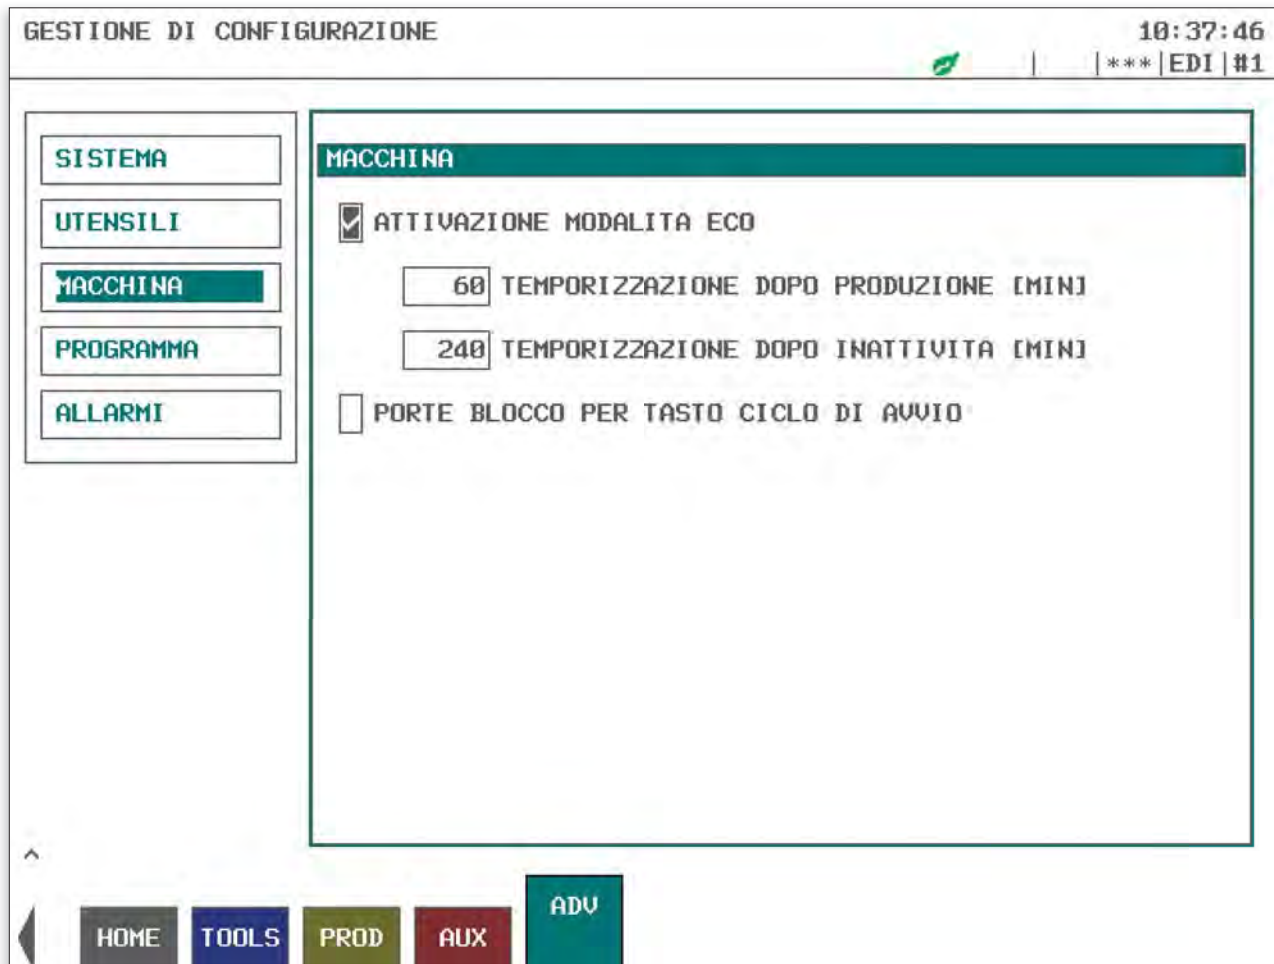 GESTIONE DI CONFIGURAZIONE
10:37:46
|    |***|EDI|#1
SISTEMA
UTENSILI
MACCHINA
PROGRAMMA
ALLARMI
MACCHINA
ATTIVAZIONE MODALITA ECO
60 TEMPORIZZAZIONE DOPO PRODUZIONE [MIN]
240 TEMPORIZZAZIONE DOPO INATTIVITA [MIN]
PORTE BLOCCO PER TASTO CICLO DI AVVIO
^
HOME TOOLS PROD AUX ADV